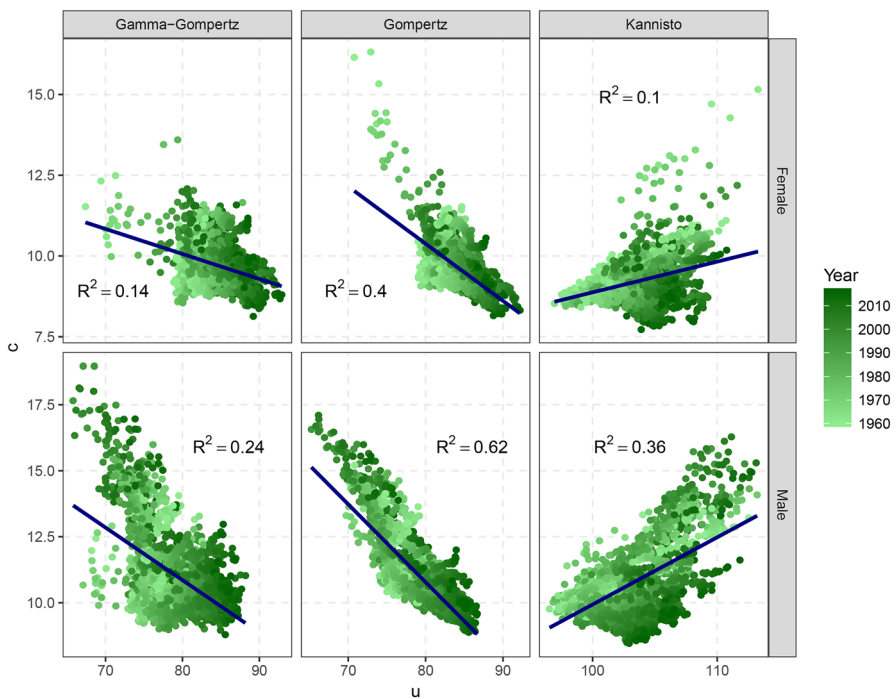 Gamma−Gompertz Gompertz Kannisto
R² = 0.1
15.0
12.5
10.0
R² = 0.14 R² = 0.4
7.5
Female
Year
2010
2000
1990
1980
1970
1960
c
17.5
R² = 0.24 R² = 0.62 R² = 0.36
15.0
12.5
10.0
Male
70 80 90 70 80 90 100 110
u